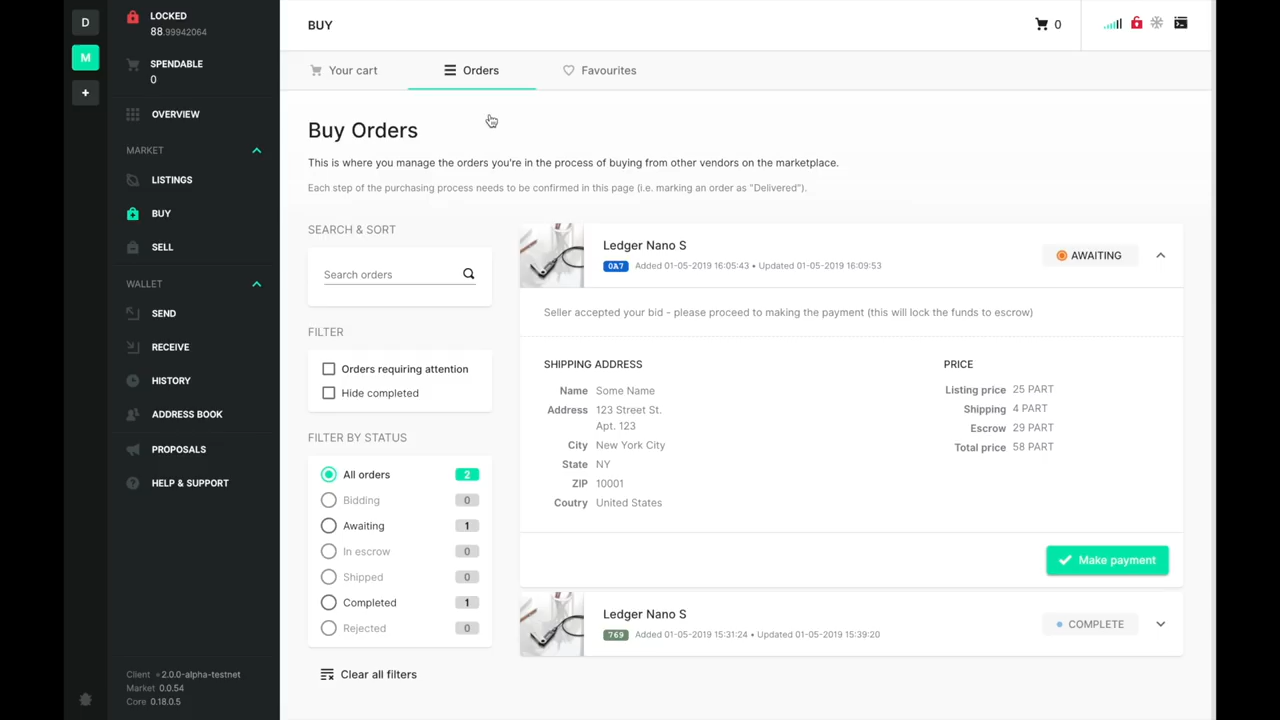 D
M
+
LOCKED
88.99942064
SPENDABLE
0
OVERVIEW
MARKET
LISTINGS
BUY
SELL
WALLET
SEND
RECEIVE
HISTORY
ADDRESS BOOK
PROPOSALS
HELP & SUPPORT
Client 2.0.0-alpha-testnet
Market 0.0.54
Core 0.18.0.5
BUY
0
Your cart
Orders
Favourites
Buy Orders
This is where you manage the orders you're in the process of buying from other vendors on the marketplace.
Each step of the purchasing process needs to be confirmed in this page (i.e. marking an order as "Delivered").
SEARCH & SORT
Search orders
FILTER
Orders requiring attention
Hide completed
FILTER BY STATUS
All orders 2
Bidding 0
Awaiting 1
In escrow 0
Shipped 0
Completed 1
Rejected 0
Clear all filters
Ledger Nano S
0A7 Added 01-05-2019 16:05:43 • Updated 01-05-2019 16:09:53
AWAITING
Seller accepted your bid - please proceed to making the payment (this will lock the funds to escrow)
SHIPPING ADDRESS
Name Some Name
Address 123 Street St.
Apt. 123
City New York City
State NY
ZIP 10001
Coutry United States
PRICE
Listing price 25 PART
Shipping 4 PART
Escrow 29 PART
Total price 58 PART
Make payment
Ledger Nano S
769 Added 01-05-2019 15:31:24 • Updated 01-05-2019 15:39:20
COMPLETE